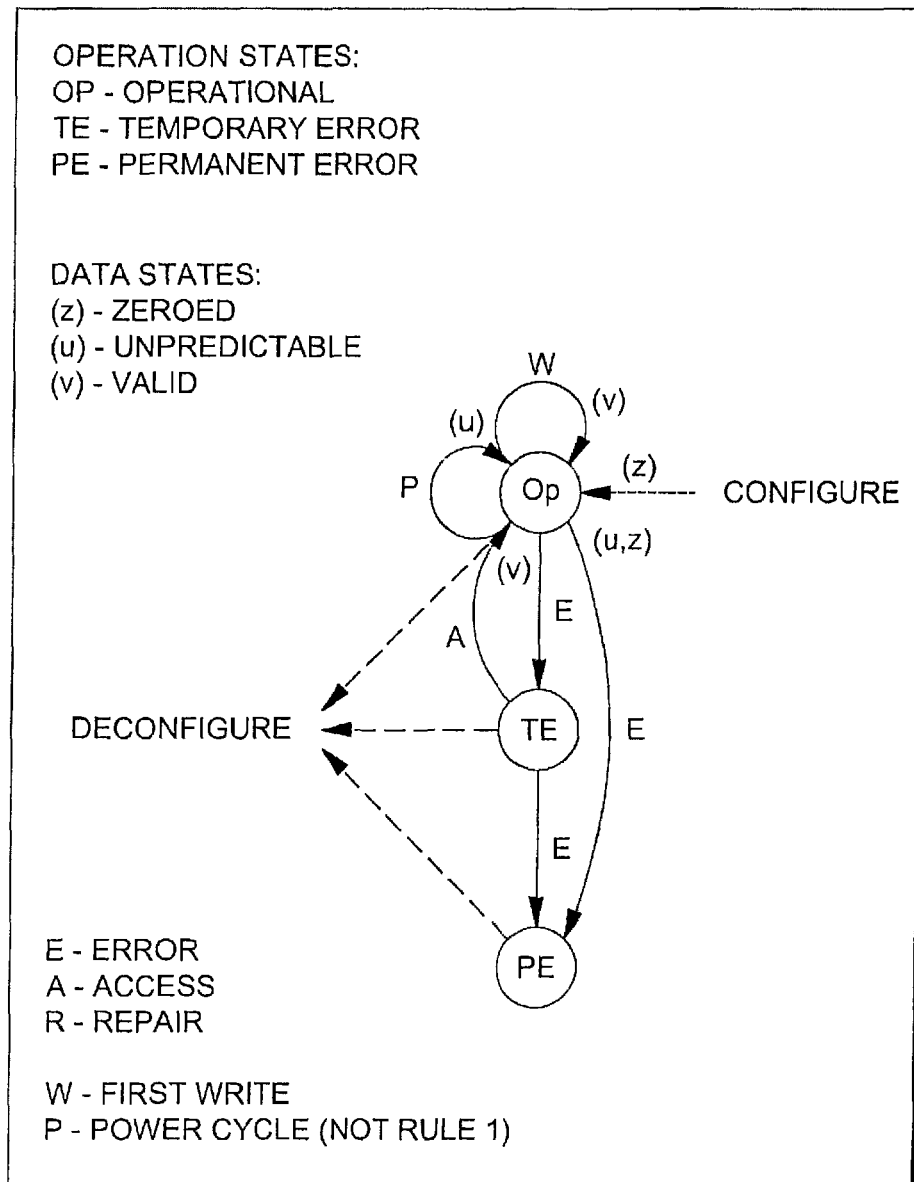 OPERATION STATES:
OP - OPERATIONAL
TE - TEMPORARY ERROR
PE - PERMANENT ERROR
DATA STATES:
(z) - ZEROED
(u) - UNPREDICTABLE
(v) - VALID
W
(u)
(v)
P
Op
(z)
CONFIGURE
(v)
(u,z)
E
A
DECONFIGURE
TE
E
E
PE
E - ERROR
A - ACCESS
R - REPAIR
W - FIRST WRITE
P - POWER CYCLE (NOT RULE 1)